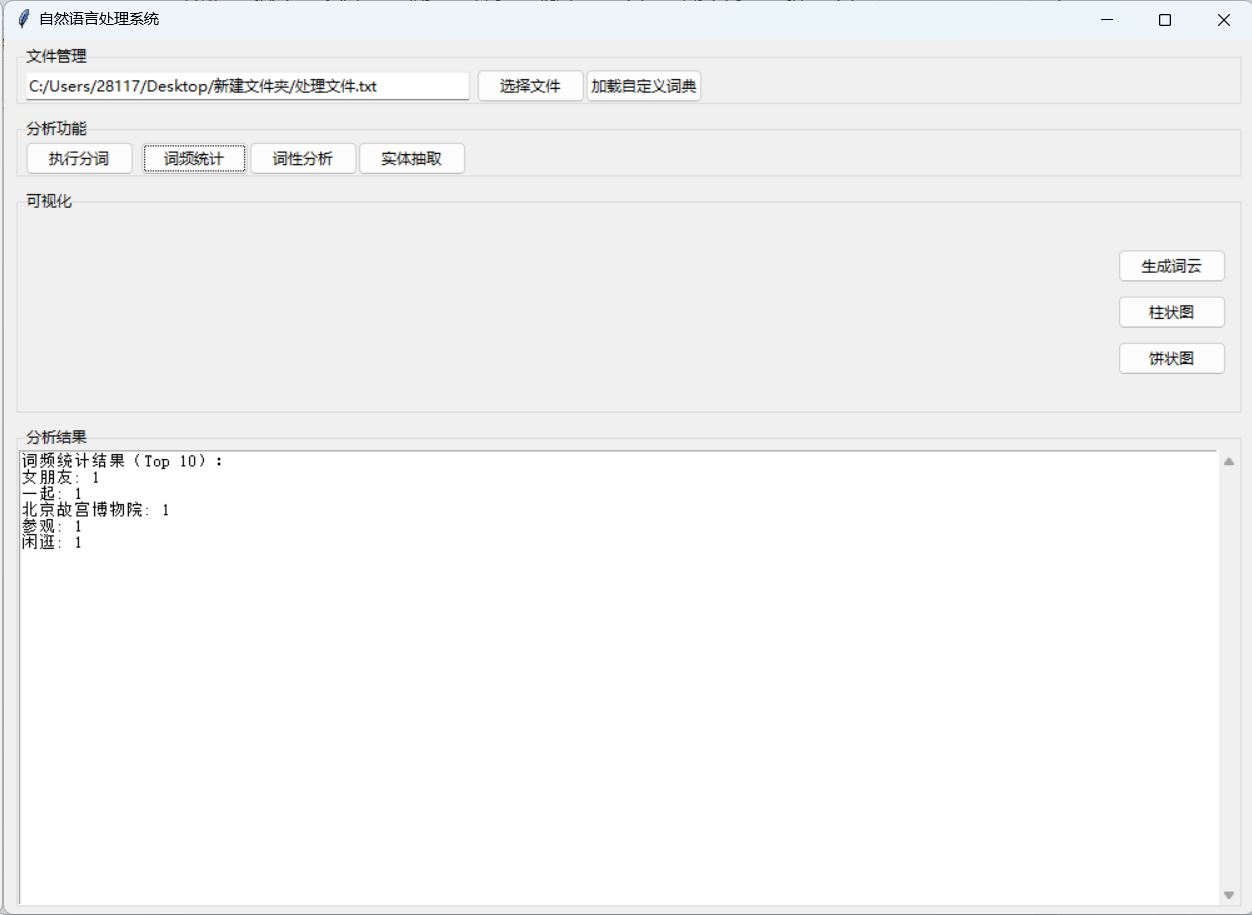 自然语言处理系统
文件管理
C:/Users/28117/Desktop/新建文件夹/处理文件.txt 选择文件 加载自定义词典
分析功能
执行分词 词频统计 词性分析 实体抽取
可视化
生成词云
柱状图
饼状图
分析结果
词频统计结果（Top 10）:
女朋友: 1
一起: 1
北京故宫博物院: 1
参观: 1
闲逛: 1